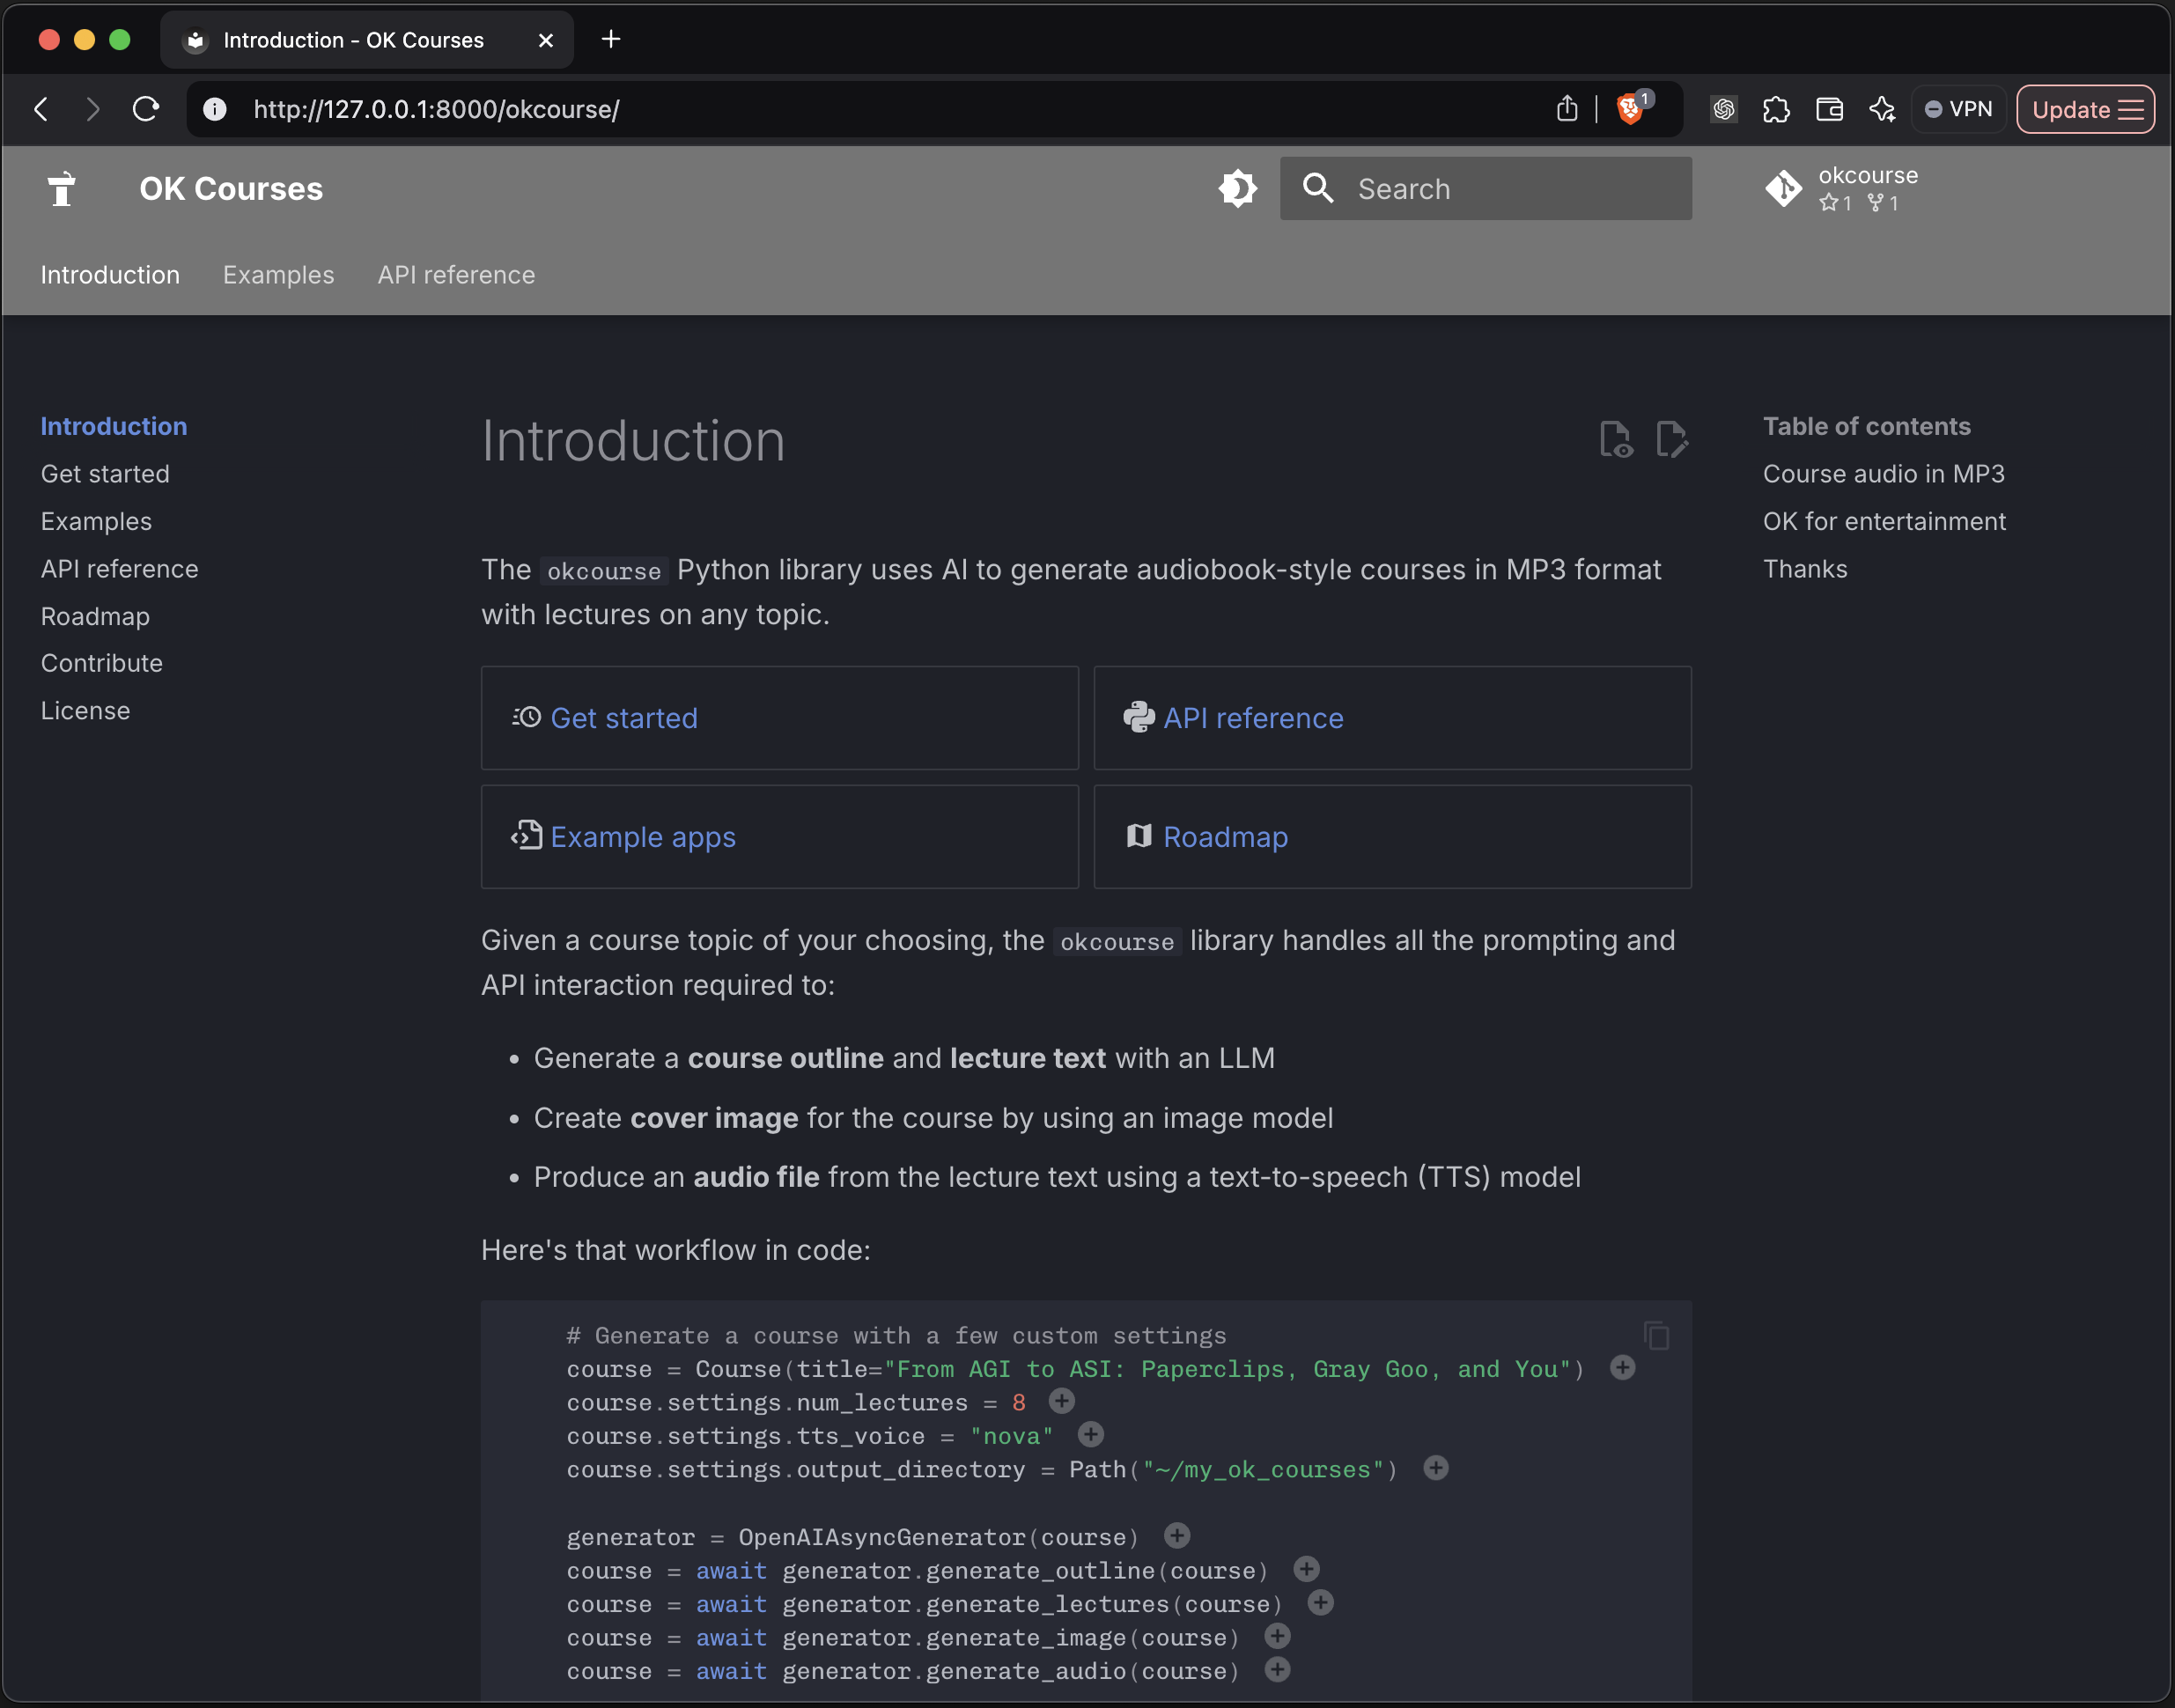 Introduction - OK Courses
http://127.0.0.1:8000/okcourse/
1
VPN
Update
OK Courses
Search
okcourse
1 1
Introduction Examples API reference
Introduction
Get started
Examples
API reference
Roadmap
Contribute
License
Introduction
The okcourse Python library uses AI to generate audiobook-style courses in MP3 format
with lectures on any topic.
Get started
API reference
Example apps
Roadmap
Given a course topic of your choosing, the okcourse library handles all the prompting and
API interaction required to:
• Generate a course outline and lecture text with an LLM
• Create cover image for the course by using an image model
• Produce an audio file from the lecture text using a text-to-speech (TTS) model
Here's that workflow in code:
# Generate a course with a few custom settings
course = Course(title="From AGI to ASI: Paperclips, Gray Goo, and You")
course.settings.num_lectures = 8
course.settings.tts_voice = "nova"
course.settings.output_directory = Path("~/my_ok_courses")
generator = OpenAIAsyncGenerator(course)
course = await generator.generate_outline(course)
course = await generator.generate_lectures(course)
course = await generator.generate_image(course)
course = await generator.generate_audio(course)
Table of contents
Course audio in MP3
OK for entertainment
Thanks